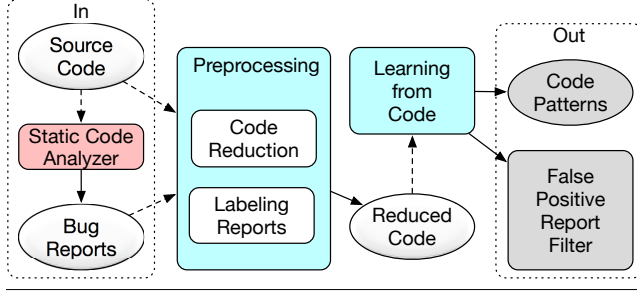 In
Source
Code
Static Code
Analyzer
Bug
Reports
Preprocessing
Code
Reduction
Labeling
Reports
Learning
from
Code
Reduced
Code
Out
Code
Patterns
False
Positive
Report
Filter